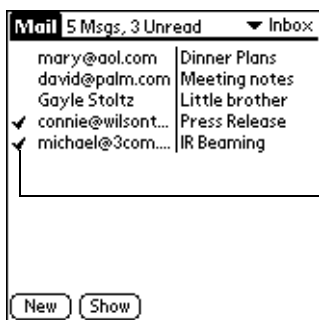 Mail 5 Msgs, 3 Unread ▼ Inbox
mary@aol.com Dinner Plans
david@palm.com Meeting notes
Gayle Stoltz Little brother
✔ connie@wilsont... Press Release
✔ michael@3com.... IR Beaming
New Show